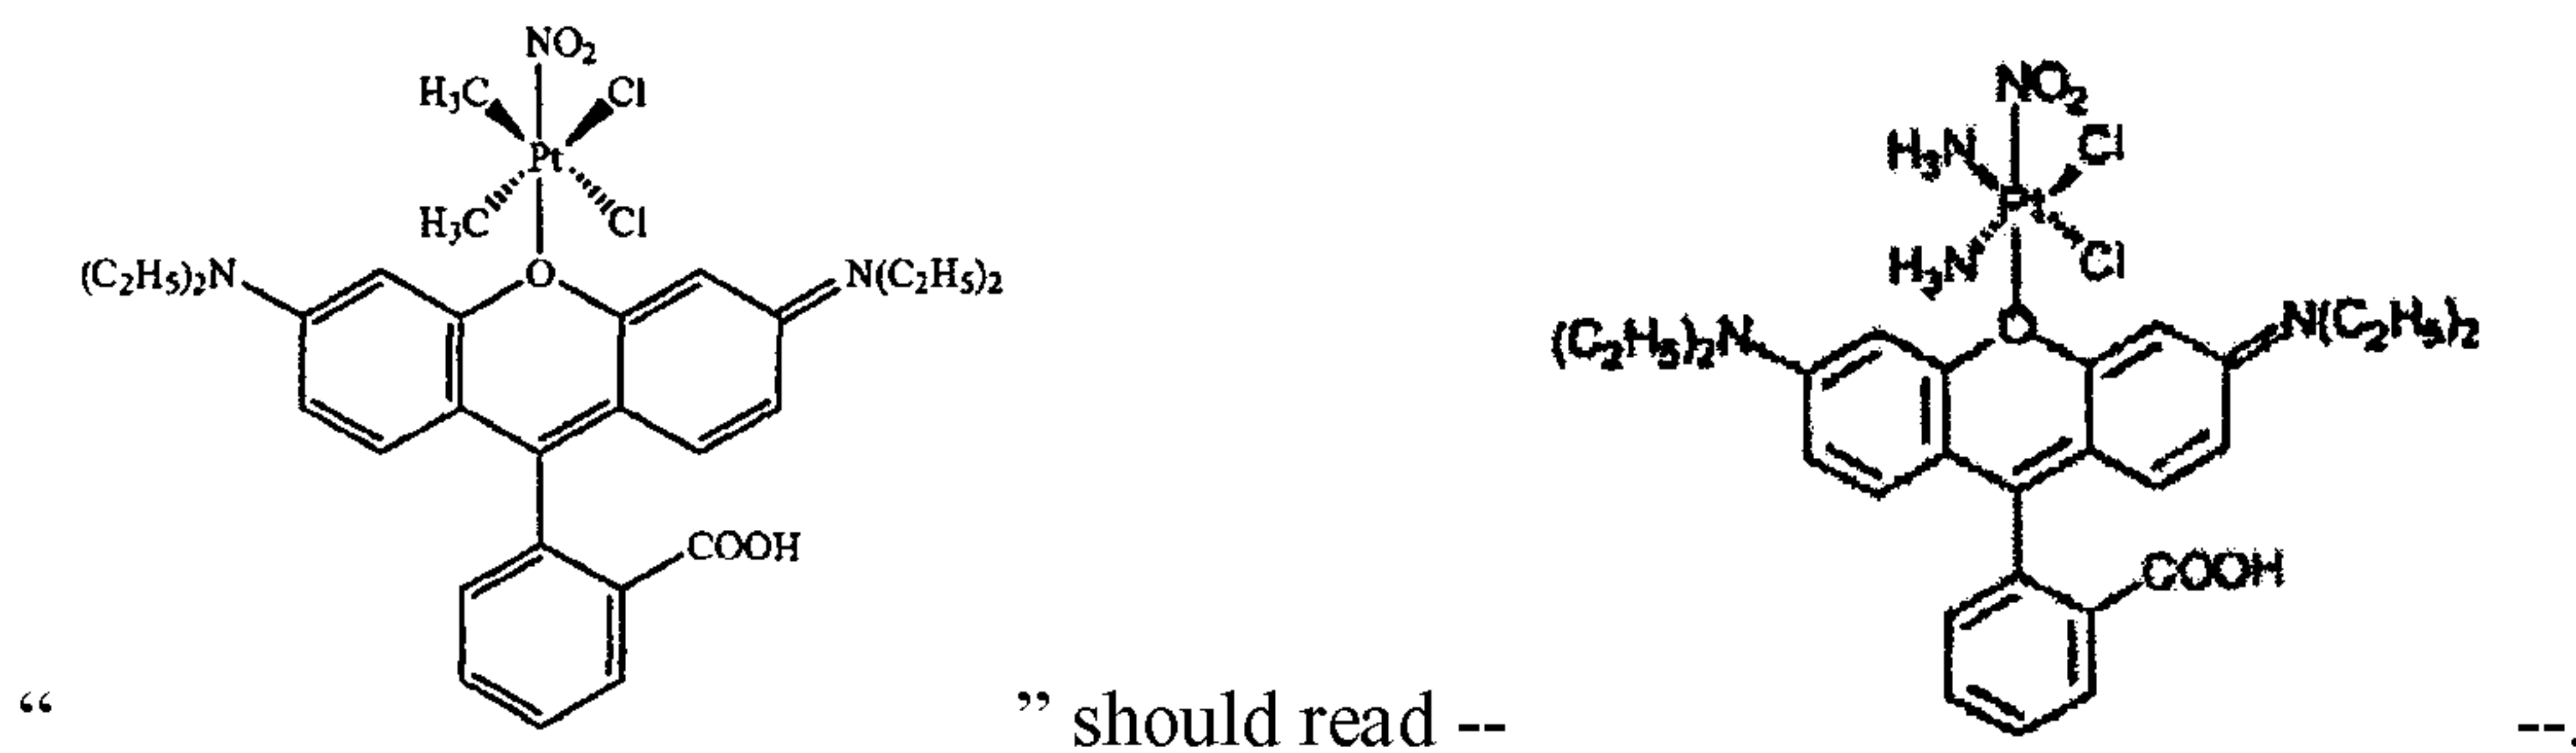 NO₂
H₃C Cl
Pt
H₃C Cl
(C₂H₅)₂N O N(C₂H₅)₂
COOH
“ ” should read --
NO₂
H₃N Cl
Pt
H₃N Cl
(C₂H₅)₂N O N(C₂H₅)₂
COOH
--.